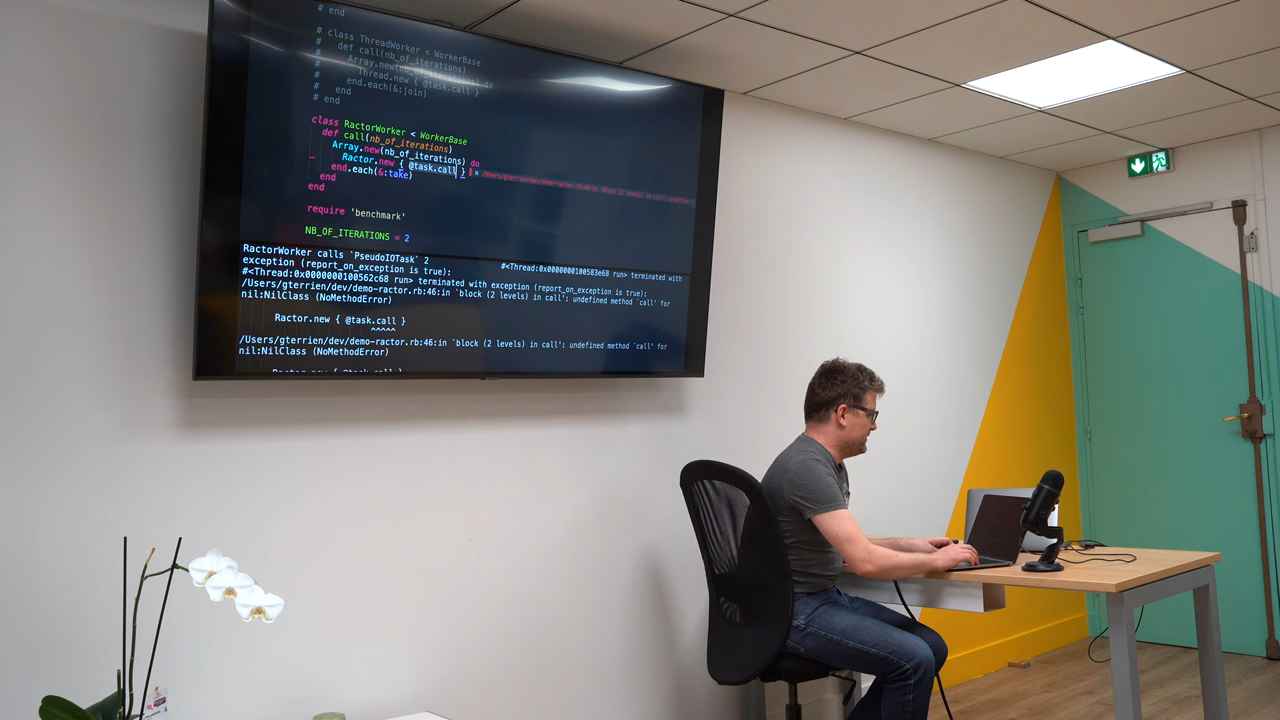 # end
# class ThreadWorker < WorkerBase
#   def call(nb_of_iterations)
#     Array.new(nb_of_iterations) do
#       Thread.new { @task.call }
#     end.each(&:join)
#   end
# end
class RactorWorker < WorkerBase
def call(nb_of_iterations)
Array.new(nb_of_iterations) do
Ractor.new { @task.call }
end.each(&:take)
end
end
require 'benchmark'
NB_OF_ITERATIONS = 2
RactorWorker calls `PseudoIOTask` 2 #<Thread:0x0000000100583e68 run> terminated with
exception (report_on_exception is true):
#<Thread:0x0000000100562c68 run> terminated with exception (report_on_exception is true):
/Users/gterrien/dev/demo-ractor.rb:46:in `block (2 levels) in call': undefined method `call' for
nil:NilClass (NoMethodError)
Ractor.new { @task.call }
^^^^^
/Users/gterrien/dev/demo-ractor.rb:46:in `block (2 levels) in call': undefined method `call' for
nil:NilClass (NoMethodError)